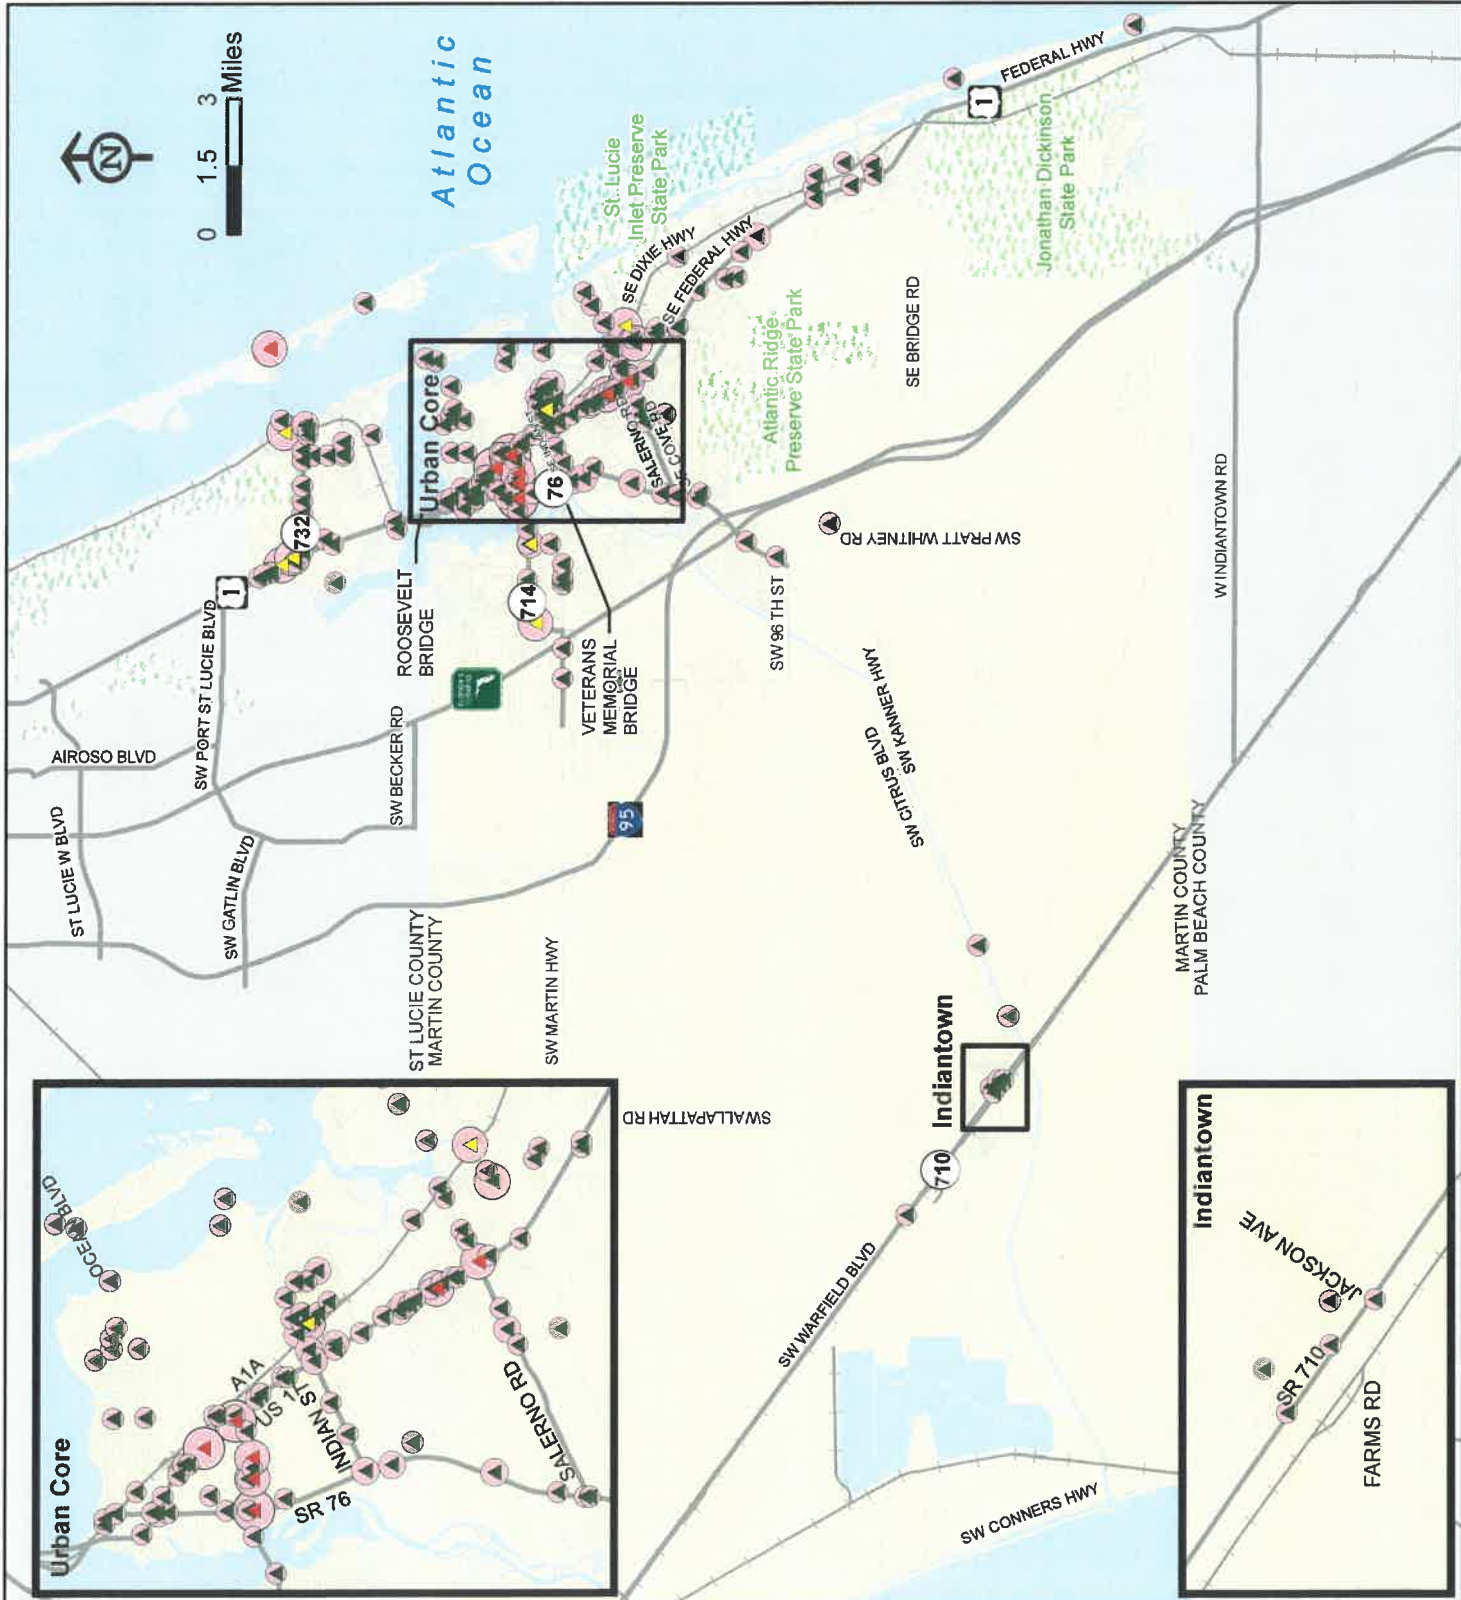 0 1.5 3
Miles
N
Atlantic
Ocean
FEDERAL HWY
1
St. Lucie
Inlet Preserve
State Park
Jonathan Dickinson
State Park
SE DIXIE HWY
SE FEDERAL HWY
Atlantic Ridge
Preserve State Park
SE BRIDGE RD
Urban Core
SALERNO RD
SE COVE RD
76
732
1
714
ROOSEVELT
BRIDGE
VETERANS
MEMORIAL
BRIDGE
SW PRATT WHITNEY RD
SW 96 TH ST
W INDIANTOWN RD
SW PORT ST LUCIE BLVD
AIROSO BLVD
ST LUCIE W BLVD
SW BECKER RD
SW GATLIN BLVD
95
SW KANNER HWY
SW CITRUS BLVD
ST LUCIE COUNTY
MARTIN COUNTY
SW MARTIN HWY
MARTIN COUNTY
PALM BEACH COUNTY
SW ALLAPATTAH RD
Indiantown
710
SW WARFIELD BLVD
SW CONNERS HWY
Urban Core
OCEAN BLVD
A1A
US 1
INDIAN ST
SR 76
SALERNO RD
Indiantown
JACKSON AVE
SR 710
FARMS RD